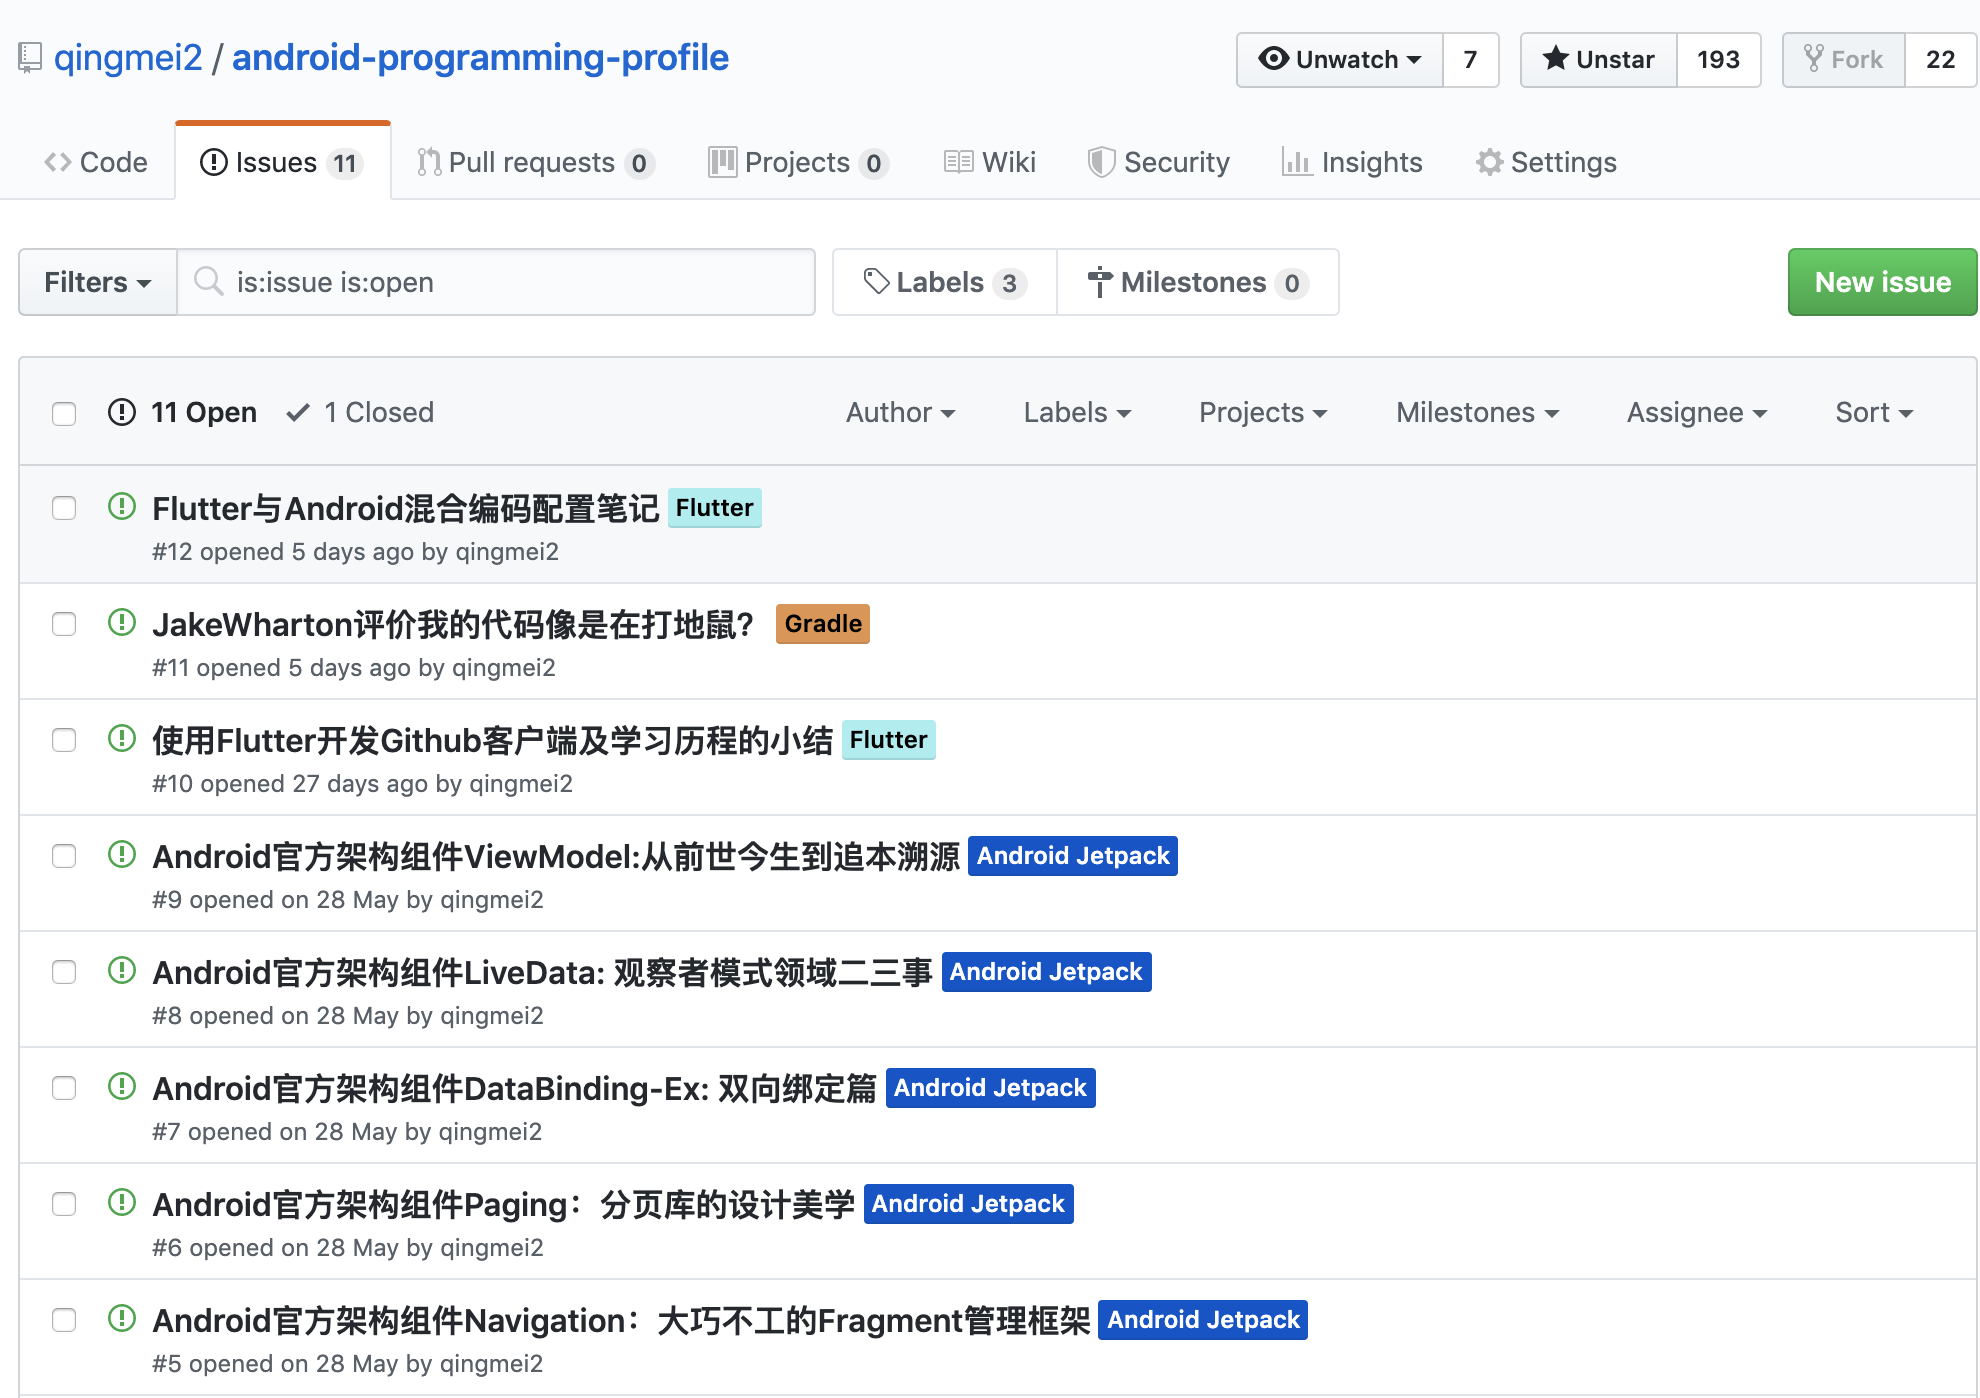 qingmei2 / android-programming-profile Unwatch 7 Unstar 193 Fork 22
Code Issues 11 Pull requests 0 Projects 0 Wiki Security Insights Settings
Filters is:issue is:open Labels 3 Milestones 0 New issue
11 Open 1 Closed Author Labels Projects Milestones Assignee Sort
Flutter与Android混合编码配置笔记 Flutter
#12 opened 5 days ago by qingmei2
JakeWharton评价我的代码像是在打地鼠？ Gradle
#11 opened 5 days ago by qingmei2
使用Flutter开发Github客户端及学习历程的小结 Flutter
#10 opened 27 days ago by qingmei2
Android官方架构组件ViewModel:从前世今生到追本溯源 Android Jetpack
#9 opened on 28 May by qingmei2
Android官方架构组件LiveData: 观察者模式领域二三事 Android Jetpack
#8 opened on 28 May by qingmei2
Android官方架构组件DataBinding-Ex: 双向绑定篇 Android Jetpack
#7 opened on 28 May by qingmei2
Android官方架构组件Paging：分页库的设计美学 Android Jetpack
#6 opened on 28 May by qingmei2
Android官方架构组件Navigation：大巧不工的Fragment管理框架 Android Jetpack
#5 opened on 28 May by qingmei2